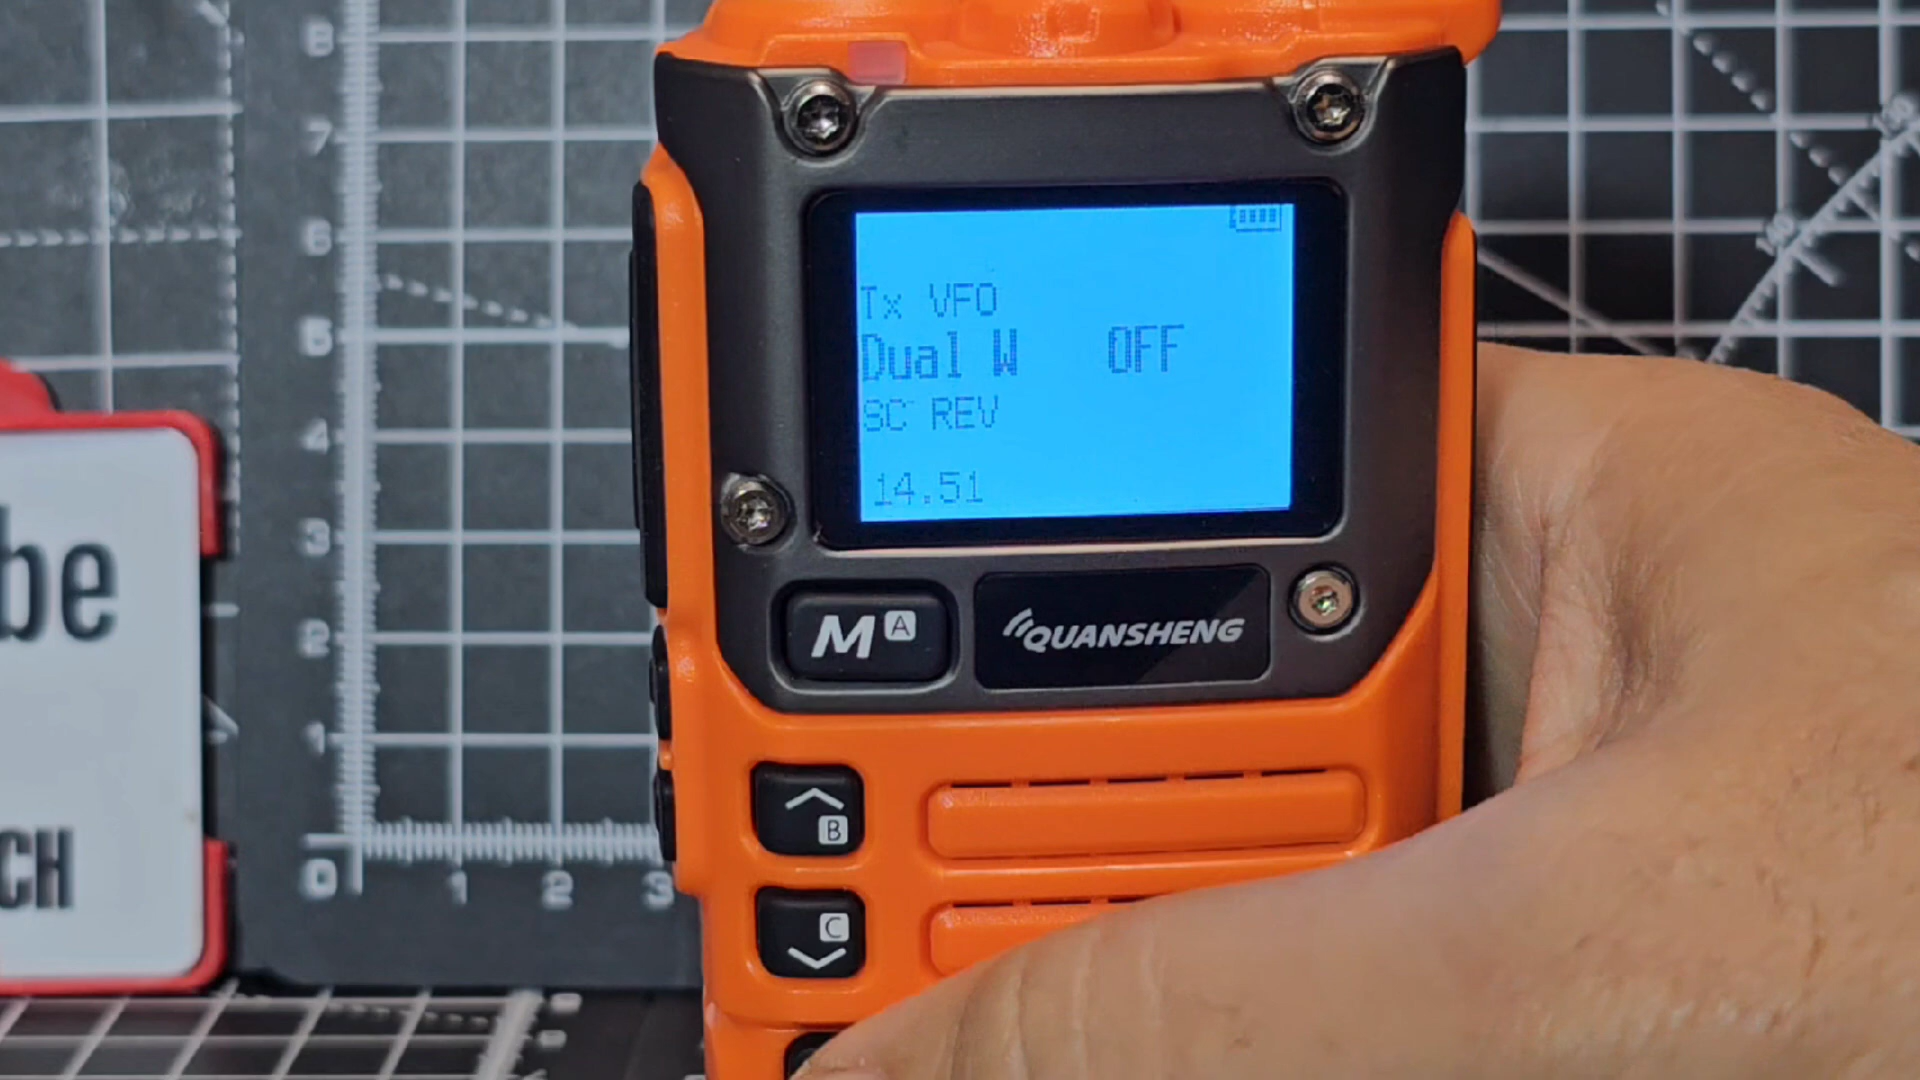 8
7
6
5
4
3
2
1
0 1 2 3
Tx VFO
Dual W OFF
SC REV
14.51
M A
QUANSHENG
B
C
be
CH